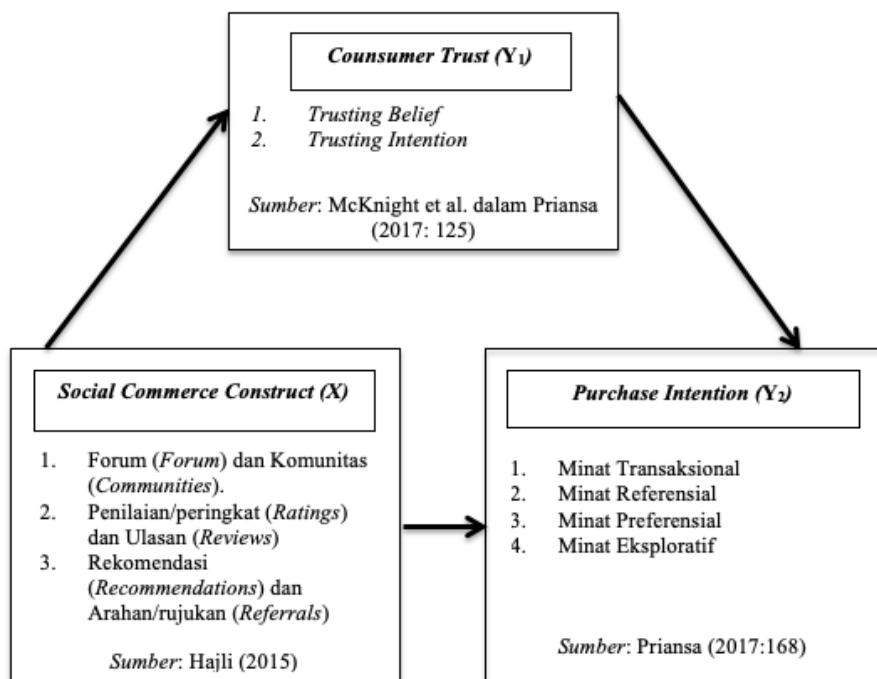 Counsumer Trust (Y₁)
1. Trusting Belief
2. Trusting Intention
Sumber: McKnight et al. dalam Priansa
(2017: 125)
Social Commerce Construct (X)
1. Forum (Forum) dan Komunitas
(Communities).
2. Penilaian/peringkat (Ratings)
dan Ulasan (Reviews)
3. Rekomendasi
(Recommendations) dan
Arahan/rujukan (Referrals)
Sumber: Hajli (2015)
Purchase Intention (Y₂)
1. Minat Transaksional
2. Minat Referensial
3. Minat Preferensial
4. Minat Eksploratif
Sumber: Priansa (2017:168)